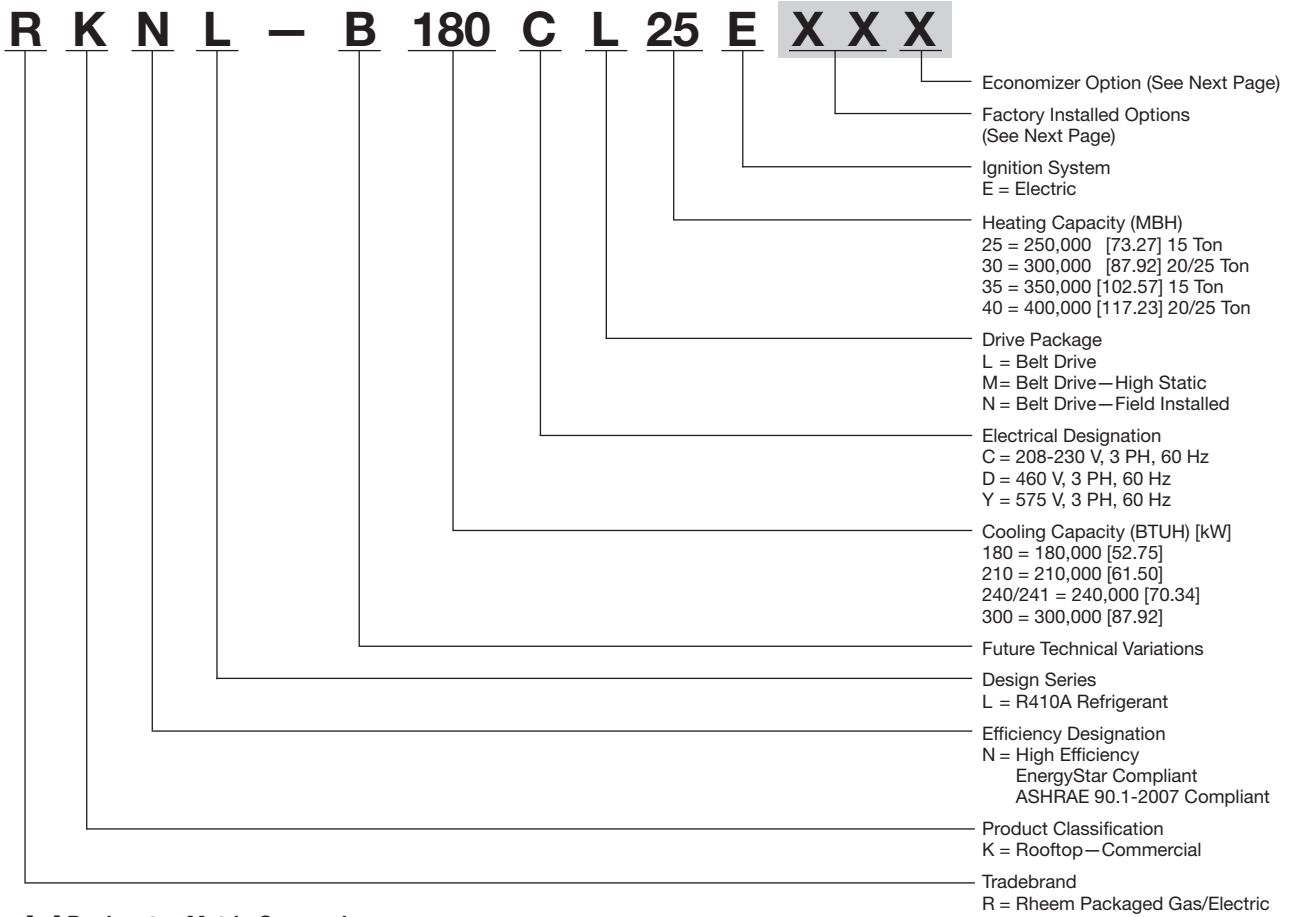 R K N L — B 180 C L 25 E X X X
Economizer Option (See Next Page)
Factory Installed Options
(See Next Page)
Ignition System
E = Electric
Heating Capacity (MBH)
25 = 250,000 [73.27] 15 Ton
30 = 300,000 [87.92] 20/25 Ton
35 = 350,000 [102.57] 15 Ton
40 = 400,000 [117.23] 20/25 Ton
Drive Package
L = Belt Drive
M= Belt Drive—High Static
N = Belt Drive—Field Installed
Electrical Designation
C = 208-230 V, 3 PH, 60 Hz
D = 460 V, 3 PH, 60 Hz
Y = 575 V, 3 PH, 60 Hz
Cooling Capacity (BTUH) [kW]
180 = 180,000 [52.75]
210 = 210,000 [61.50]
240/241 = 240,000 [70.34]
300 = 300,000 [87.92]
Future Technical Variations
Design Series
L = R410A Refrigerant
Efficiency Designation
N = High Efficiency
EnergyStar Compliant
ASHRAE 90.1-2007 Compliant
Product Classification
K = Rooftop—Commercial
Tradebrand
R = Rheem Packaged Gas/Electric